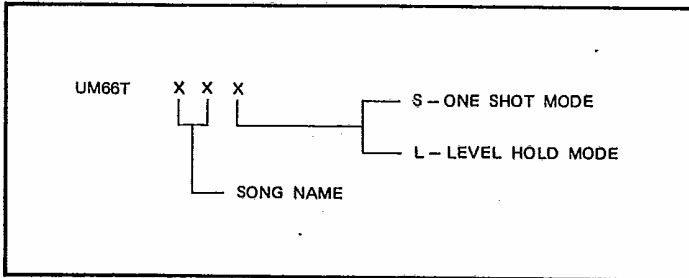 UM66T X X X
S – ONE SHOT MODE
L – LEVEL HOLD MODE
SONG NAME